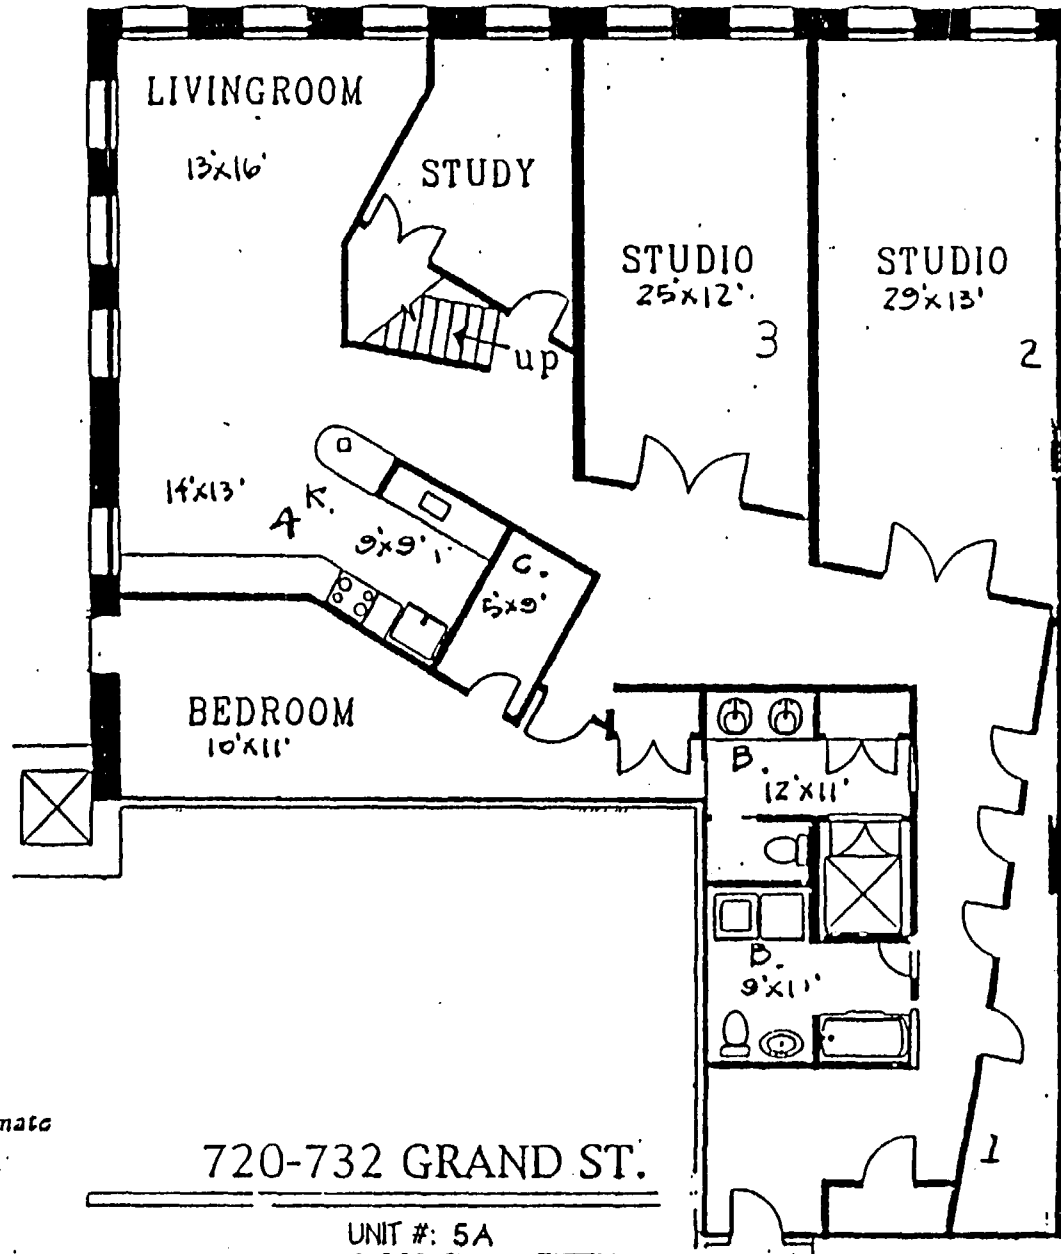 LIVINGROOM
13'x16'
STUDY
STUDIO
25'x12'
3
STUDIO
29'x13'
2
up
14'x13'
A K.
9'x9'
C.
5'x9'
BEDROOM
10'x11'
B.
12'x11'
B.
9'x11'
720-732 GRAND ST.
1
UNIT #: 5A